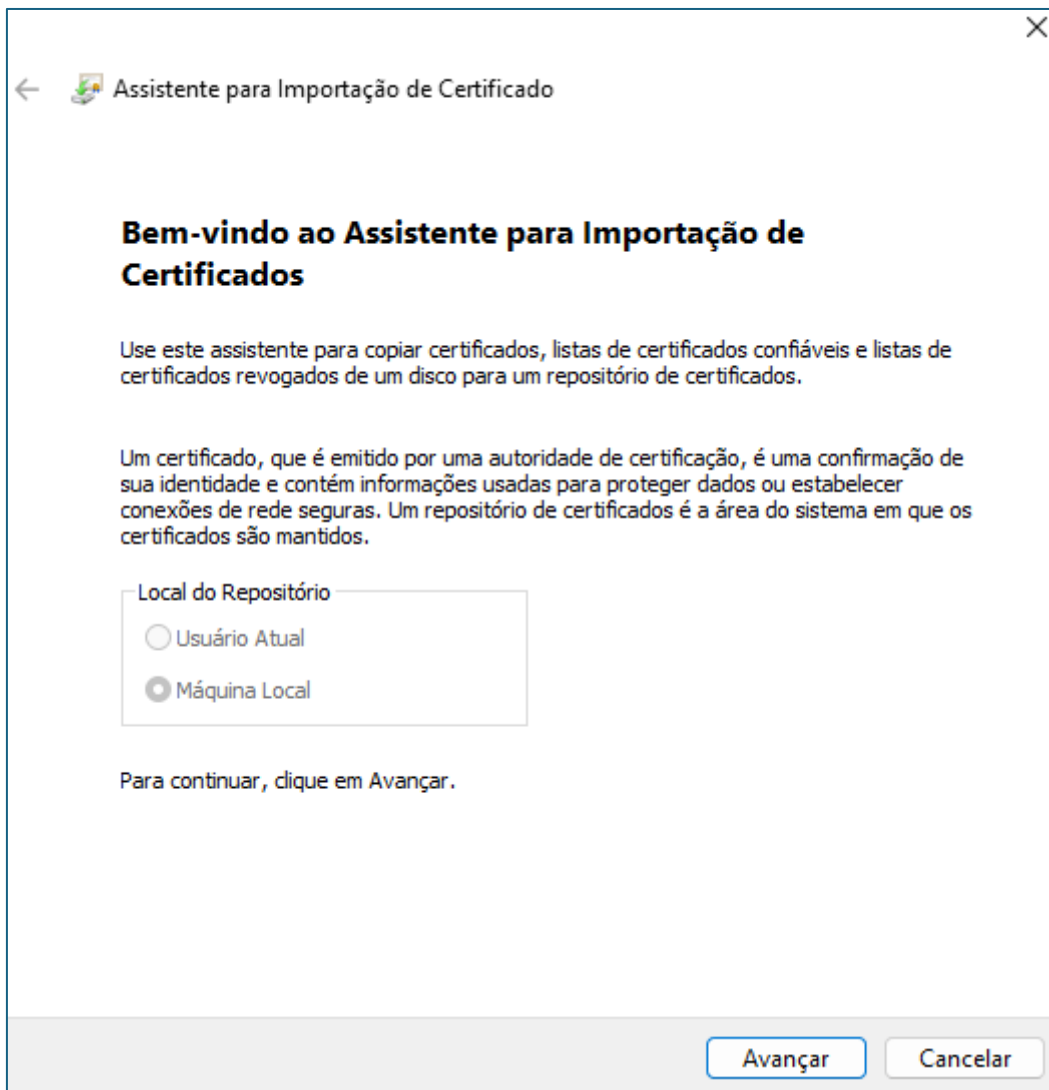 Assistente para Importação de Certificado
Bem-vindo ao Assistente para Importação de
Certificados
Use este assistente para copiar certificados, listas de certificados confiáveis e listas de
certificados revogados de um disco para um repositório de certificados.
Um certificado, que é emitido por uma autoridade de certificação, é uma confirmação de
sua identidade e contém informações usadas para proteger dados ou estabelecer
conexões de rede seguras. Um repositório de certificados é a área do sistema em que os
certificados são mantidos.
Local do Repositório
Usuário Atual
Máquina Local
Para continuar, clique em Avançar.
Avançar
Cancelar